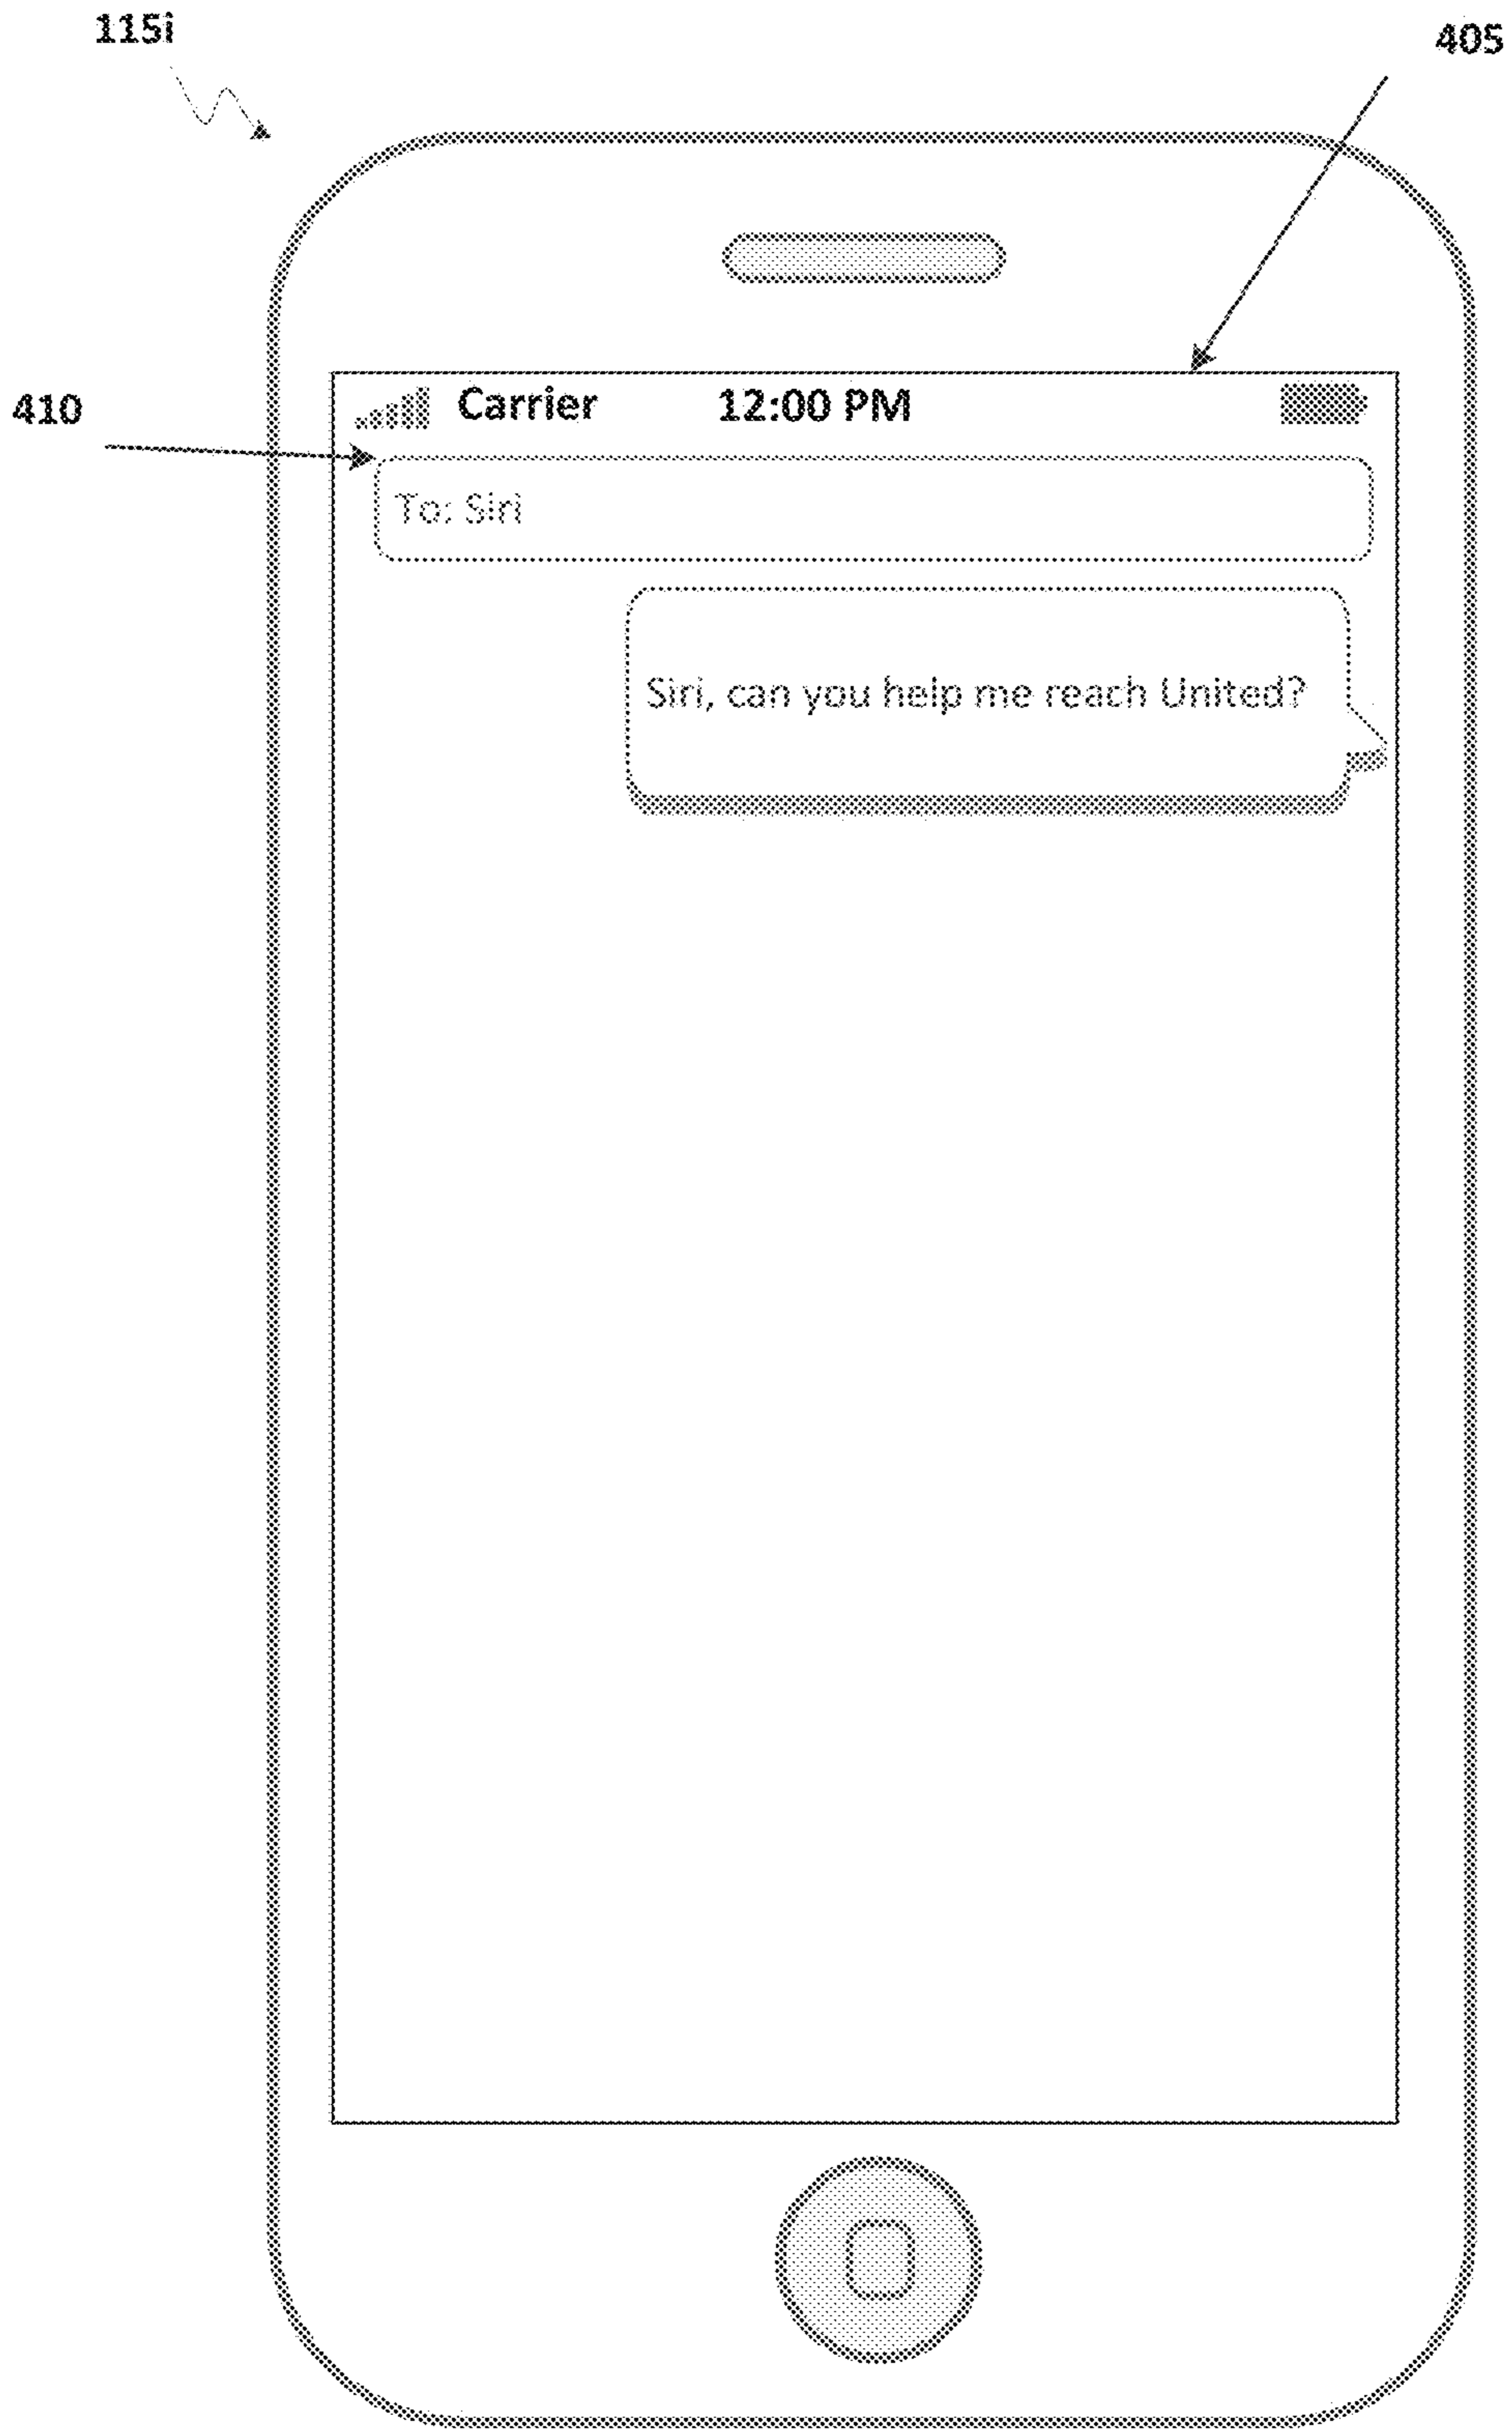 115i
405
410
Carrier 12:00 PM
To: Siri
Siri, can you help me reach United?